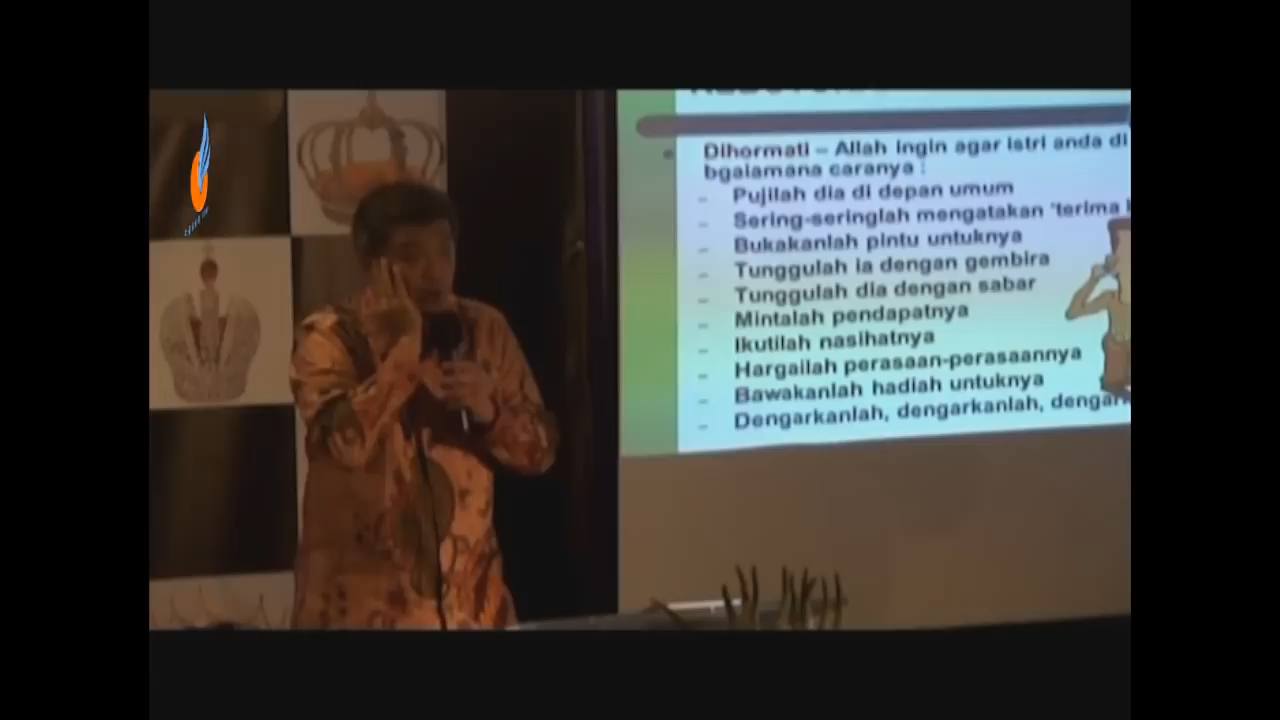 Dihormati – Allah ingin agar istri anda di
bgaiamana caranya :
- Pujilah dia di depan umum
- Sering-seringlah mengatakan 'terima
- Bukakanlah pintu untuknya
- Tunggulah ia dengan gembira
- Tunggulah dia dengan sabar
- Mintalah pendapatnya
- Ikutilah nasihatnya
- Hargailah perasaan-perasaannya
- Bawakanlah hadiah untuknya
- Dengarkanlah, dengarkanlah,